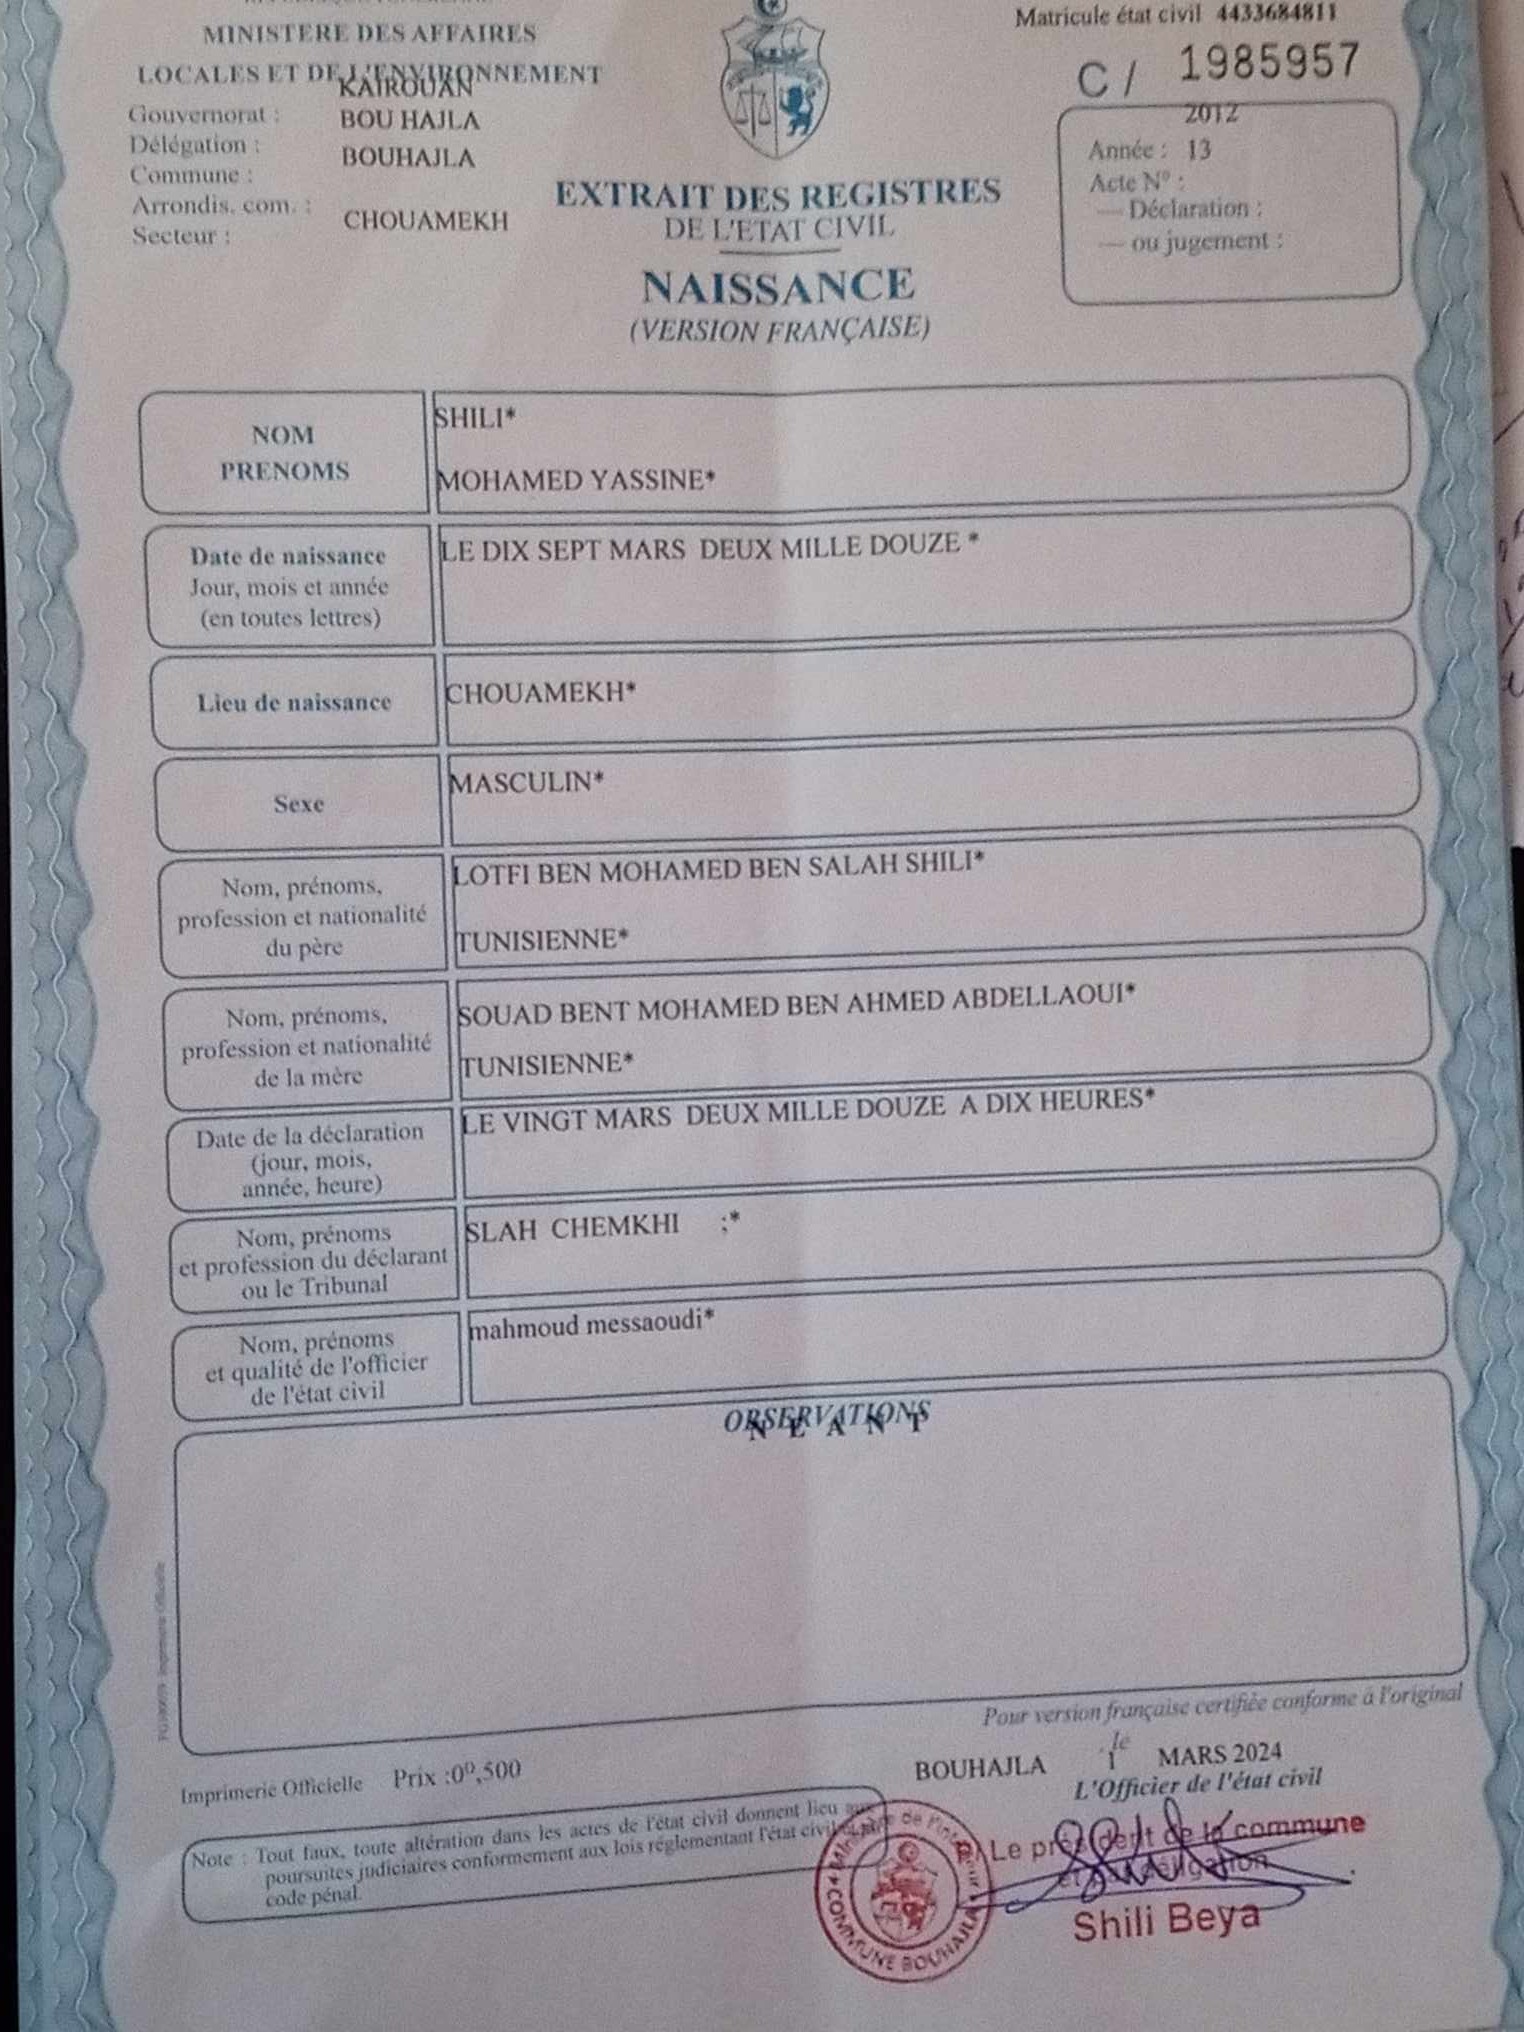 MINISTERE DES AFFAIRES
LOCALES ET DE L'ENVIRONNEMENT
Gouvernorat : KAIROUAN
Délégation : BOU HAJLA
Commune : BOUHAJLA
Arrondis. com. :
Secteur : CHOUAMEKH
Matricule état civil 4433684811
C / 1985957
2012
Année : 13
Acte N° :
— Déclaration :
— ou jugement :
EXTRAIT DES REGISTRES
DE L'ETAT CIVIL
NAISSANCE
(VERSION FRANÇAISE)
NOM
PRENOMS
SHILI*
MOHAMED YASSINE*
Date de naissance
Jour, mois et année
(en toutes lettres)
LE DIX SEPT MARS DEUX MILLE DOUZE *
Lieu de naissance
CHOUAMEKH*
Sexe
MASCULIN*
Nom, prénoms,
profession et nationalité
du père
LOTFI BEN MOHAMED BEN SALAH SHILI*
TUNISIENNE*
Nom, prénoms,
profession et nationalité
de la mère
SOUAD BENT MOHAMED BEN AHMED ABDELLAOUI*
TUNISIENNE*
Date de la déclaration
(jour, mois,
année, heure)
LE VINGT MARS DEUX MILLE DOUZE A DIX HEURES*
Nom, prénoms
et profession du déclarant
ou le Tribunal
SLAH CHEMKHI :*
Nom, prénoms
et qualité de l'officier
de l'état civil
mahmoud messaoudi*
OBSERVATIONS
N E A N T
Pour version française certifiée conforme à l'original
BOUHAJLA le 1 MARS 2024
L'Officier de l'état civil
Imprimerie Officielle Prix :0ᴰ,500
Note : Tout faux, toute altération dans les actes de l'état civil donnent lieu aux
poursuites judiciaires conformement aux lois réglementant l'état civil
code pénal.
Ministère de l'Intérieur
COMMUNE BOUHAJLA
P/ Le président de la commune
et par délégation
Shili Beya